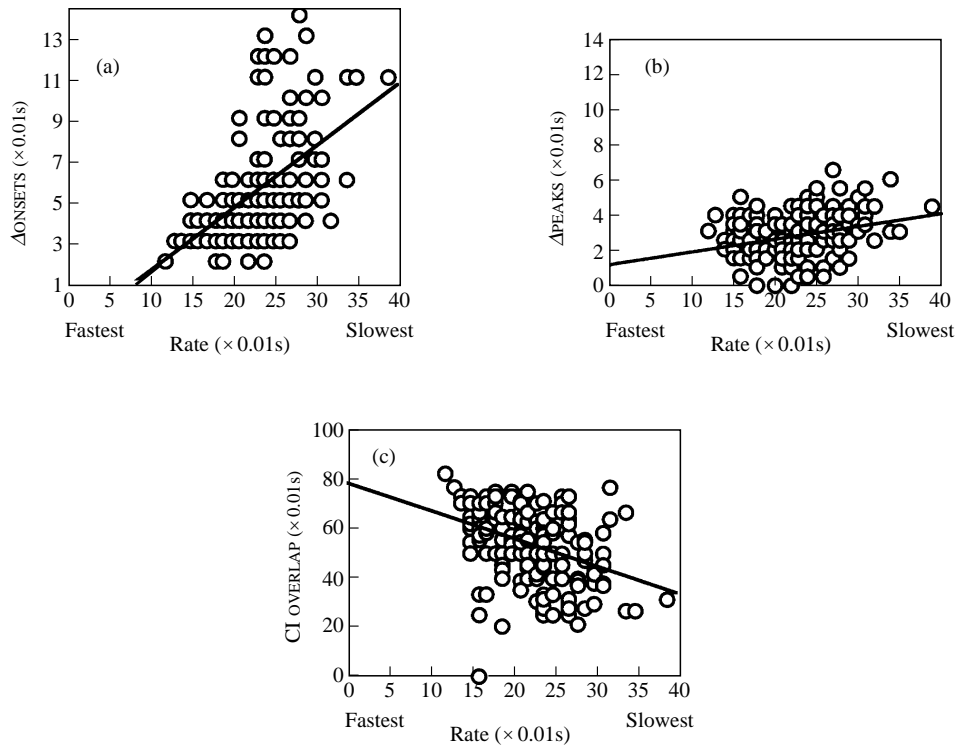 (a)
ΔONSETS (×0.01s)
13
11
9
7
5
3
1
0 5 10 15 20 25 30 35 40
Fastest Slowest
Rate (×0.01s)
(b)
ΔPEAKS (×0.01s)
14
12
10
8
6
4
2
0
0 5 10 15 20 25 30 35 40
Fastest Slowest
Rate (×0.01s)
(c)
CI OVERLAP (×0.01s)
100
80
60
40
20
0
0 5 10 15 20 25 30 35 40
Fastest Slowest
Rate (×0.01s)